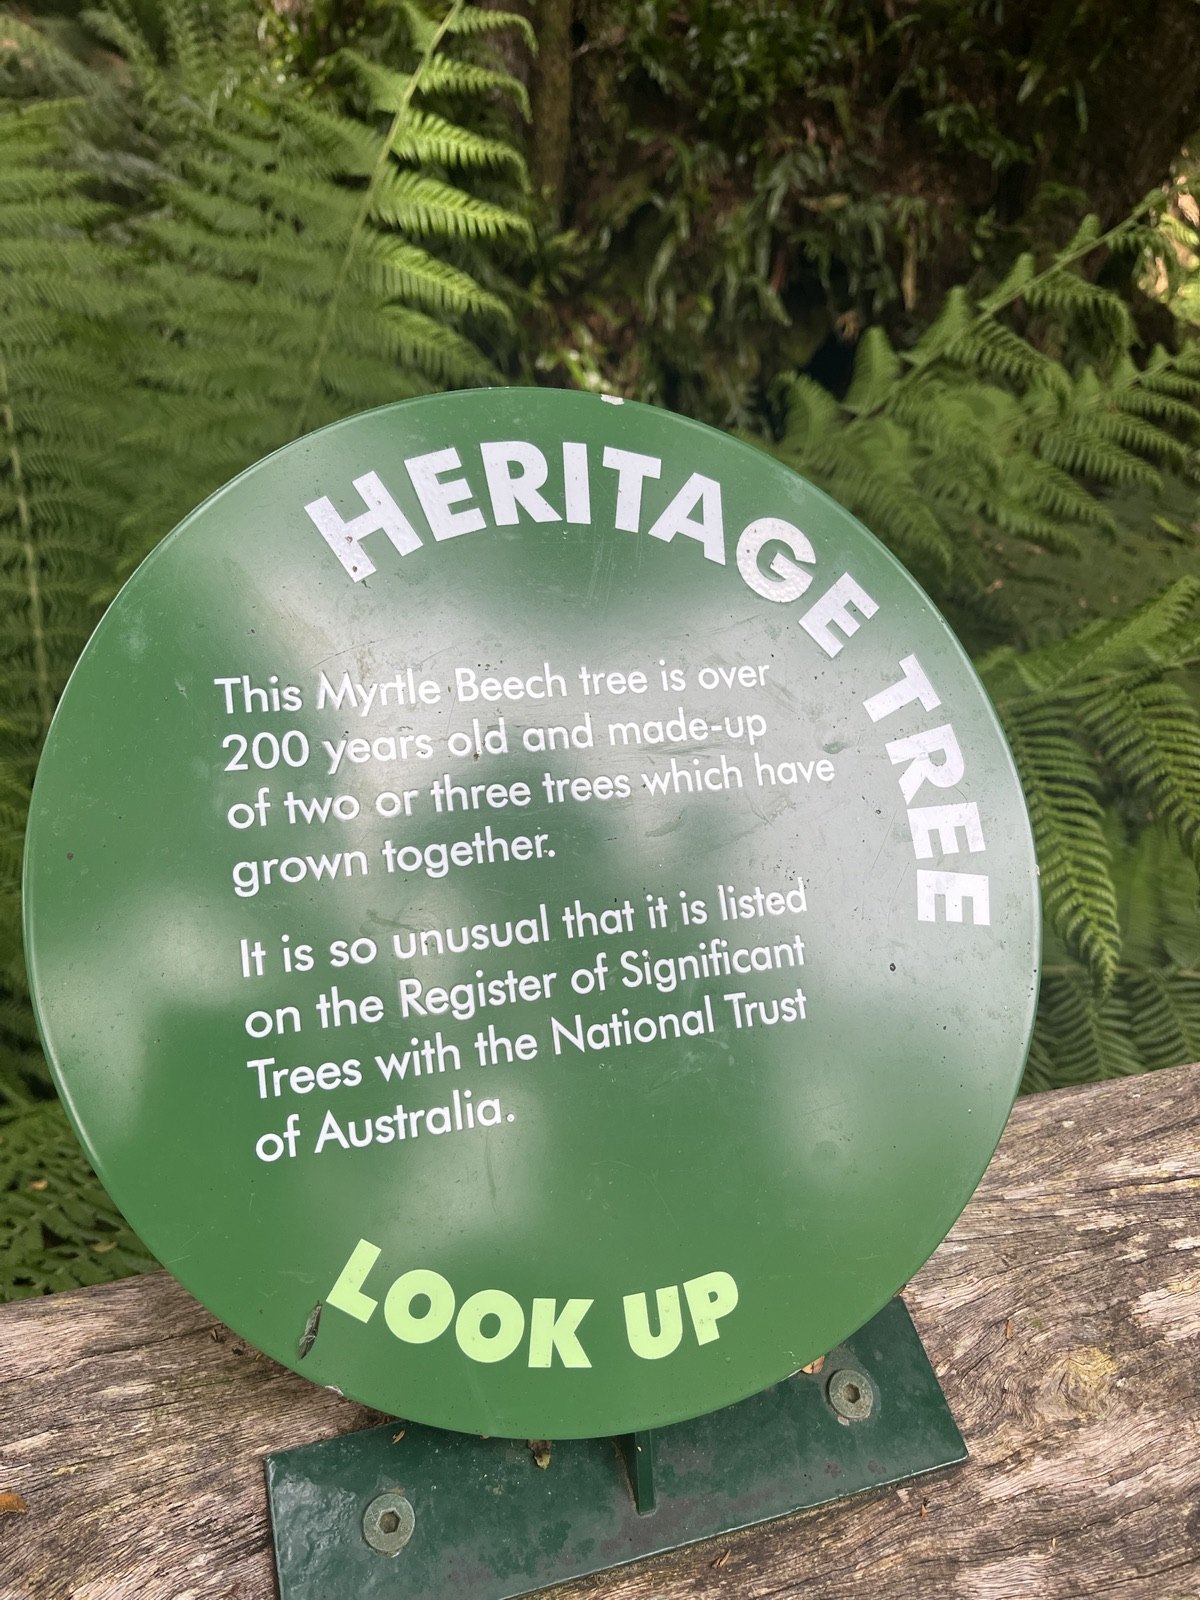 HERITAGE TREE
This Myrtle Beech tree is over
200 years old and made-up
of two or three trees which have
grown together.
It is so unusual that it is listed
on the Register of Significant
Trees with the National Trust
of Australia.
LOOK UP